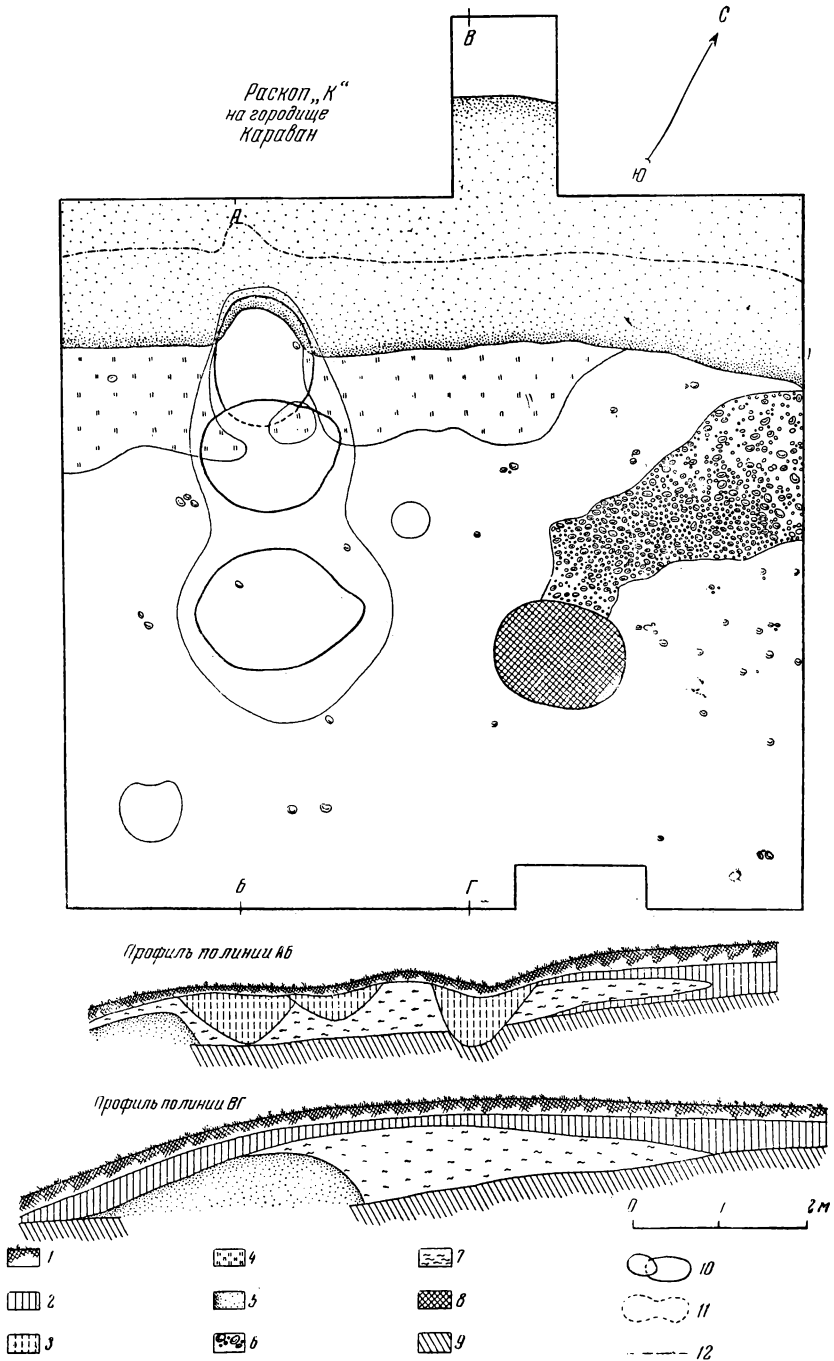 В
С
Раскоп „К“
на городище
Караван
Ю
А
Б
Г
Профиль по линии АБ
Профиль по линии ВГ
0 1 2 м
1
4
7
10
2
5
8
11
3
6
9
12